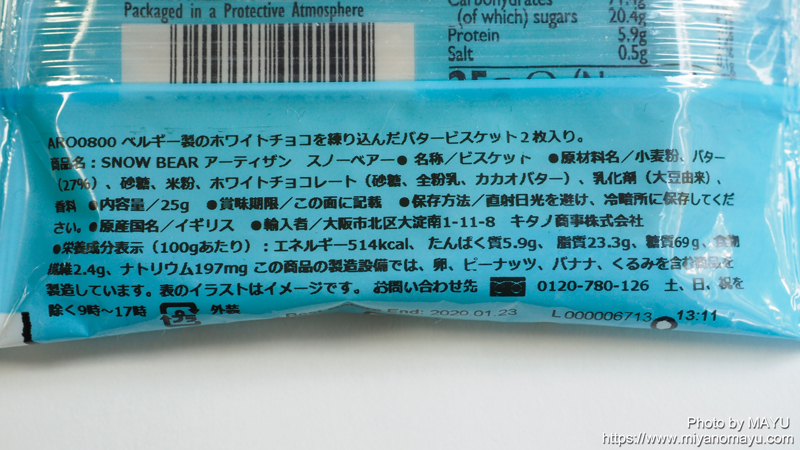 Packaged in a Protective Atmosphere
Carbohydrates
(of which) sugars 20.4g
Protein 5.9g
Salt 0.5g
ARO0800 ベルギー製のホワイトチョコを練り込んだバタービスケット2枚入り。
商品名：SNOW BEAR アーティザン スノーベアー● 名称／ビスケット ●原材料名／小麦粉、バター
(27%)、砂糖、米粉、ホワイトチョコレート（砂糖、全粉乳、カカオバター）、乳化剤（大豆由来）、
香料 ●内容量／25g ●賞味期限／この面に記載 ●保存方法／直射日光を避け、冷暗所に保存してくだ
さい。●原産国名／イギリス ●輸入者／大阪市北区大淀南1-11-8 キタノ商事株式会社
●栄養成分表示（100gあたり）：エネルギー514kcal、たんぱく質5.9g、脂質23.3g、糖質69g、食物
繊維2.4g、ナトリウム197mg この商品の製造設備では、卵、ピーナッツ、バナナ、くるみを含む製品を
製造しています。表のイラストはイメージです。 お問い合わせ先 0120-780-126 土、日、祝を
除く9時～17時 外装 End: 2020.01.23 L000006713 13:11
Photo by MAYU
https://www.miyanomayu.com/